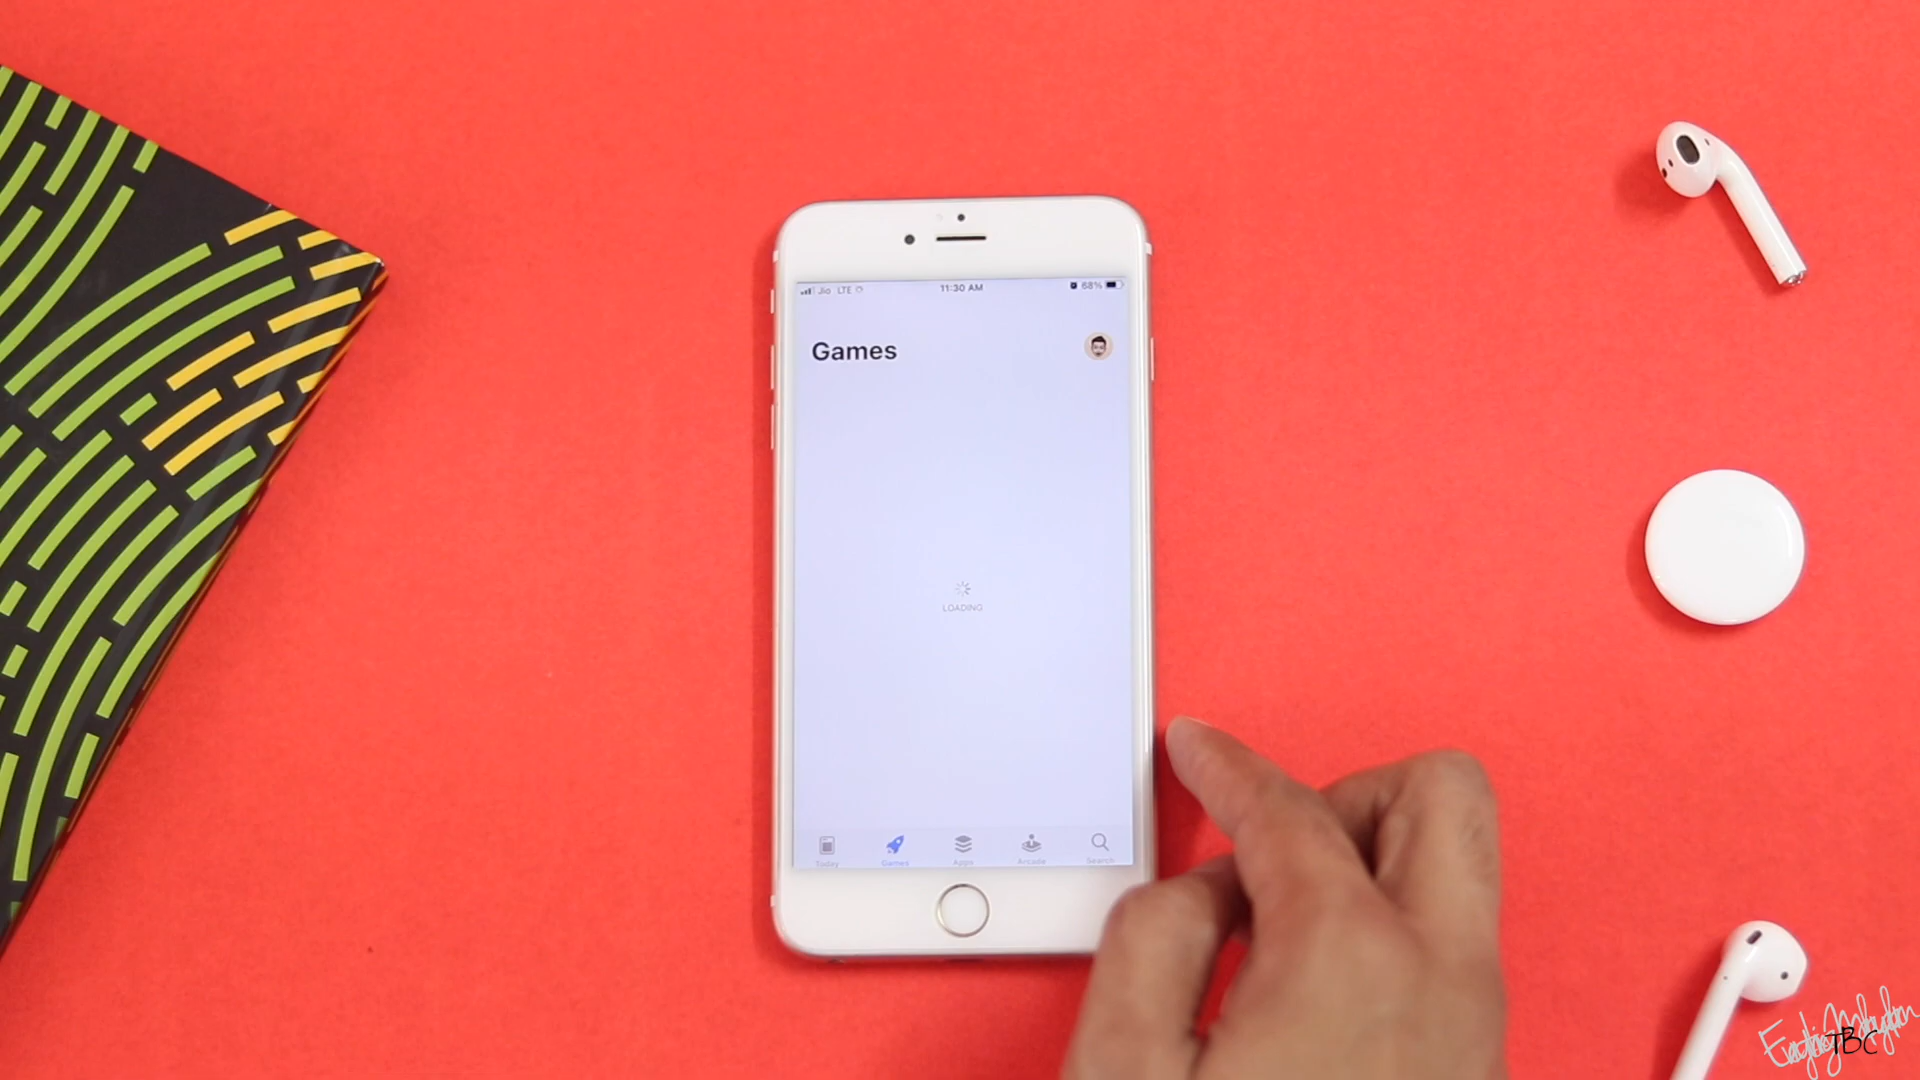 Jio LTE 11:30 AM 68%
Games
LOADING
Today Games Apps Arcade Search
TBC